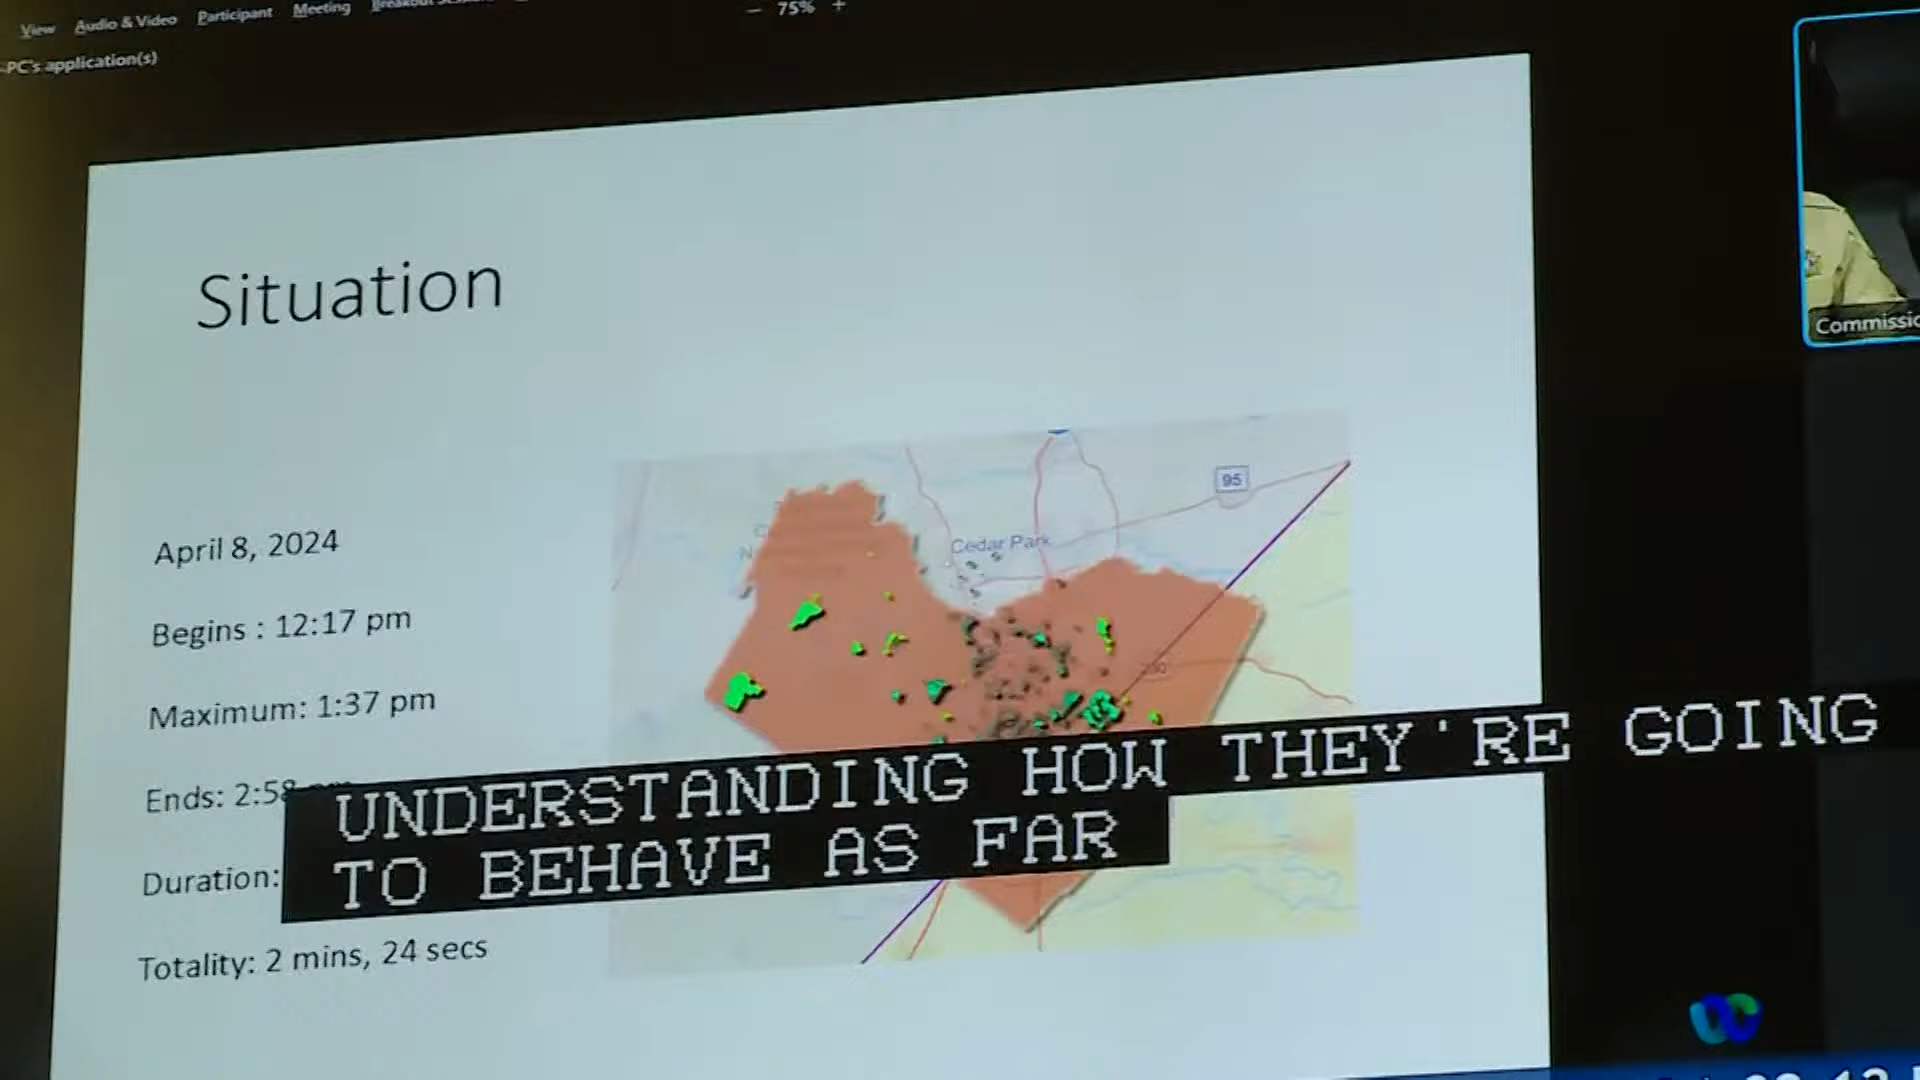 View Audio & Video Participant Meeting
75%
-PC's application(s)
Situation
April 8, 2024
Begins : 12:17 pm
Maximum: 1:37 pm
Ends: 2:58 pm
Duration:
Totality: 2 mins, 24 secs
95
Cedar Park
UNDERSTANDING HOW THEY'RE GOING
TO BEHAVE AS FAR
Commissio